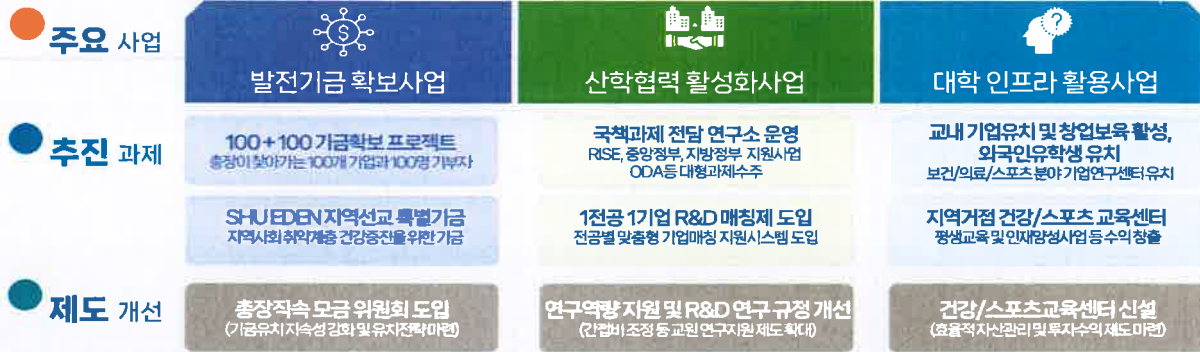 주요 사업
발전기금 확보사업
산학협력 활성화사업
대학 인프라 활용사업
추진 과제
100+100 기금확보 프로젝트
총장이 찾아가는 100개 기업과 100명 기부자
국책과제 전담 연구소 운영
RISE, 중앙정부, 지방정부 지원사업
ODA등 대형과제수주
교내 기업유치 및 창업보육 활성,
외국인유학생 유치
보건/의료/스포츠 분야 기업연구센터 유치
SHU EDEN 지역선교 특별기금
지역사회 취약계층 건강증진을 위한 기금
1전공 1기업 R&D 매칭제 도입
전공별 맞춤형 기업매칭 지원시스템 도입
지역거점 건강/스포츠 교육센터
평생교육 및 인재양성사업 등 수익 창출
제도 개선
총장직속 모금 위원회 도입
(기금유치 지속성 강화 및 유치전략 마련)
연구역량 지원 및 R&D 연구 규정 개선
(간접비 조정 등 교원 연구지원 제도 확대)
건강/스포츠교육센터 신설
(효율적 자산관리 및 투자수익 제도 마련)